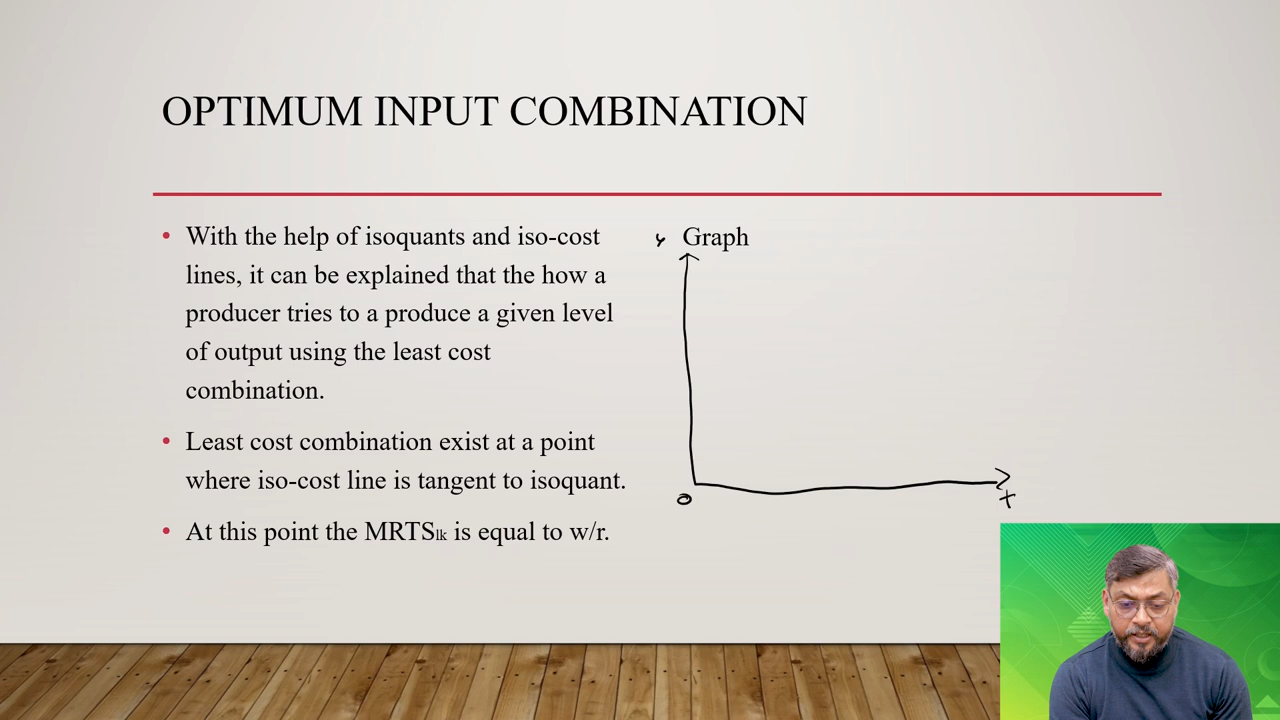 OPTIMUM INPUT COMBINATION
• With the help of isoquants and iso-cost
lines, it can be explained that the how a
producer tries to a produce a given level
of output using the least cost
combination.
• Least cost combination exist at a point
where iso-cost line is tangent to isoquant.
• At this point the MRTSlk is equal to w/r.
Y Graph
O
X